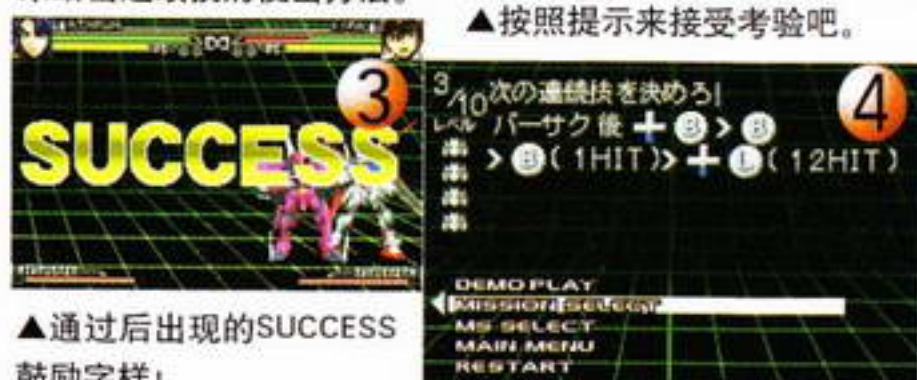 ▲按照提示来接受考验吧。
3
SUCCESS
▲通过后出现的SUCCESS
鼓励字样！
4
3/10 次の連続技を決めろ!
レベル バーサク後 + B > B
> B (1HIT) > + L (12HIT)
DEMO PLAY
MISSION SELECT
MS SELECT
MAIN MENU
RESTART